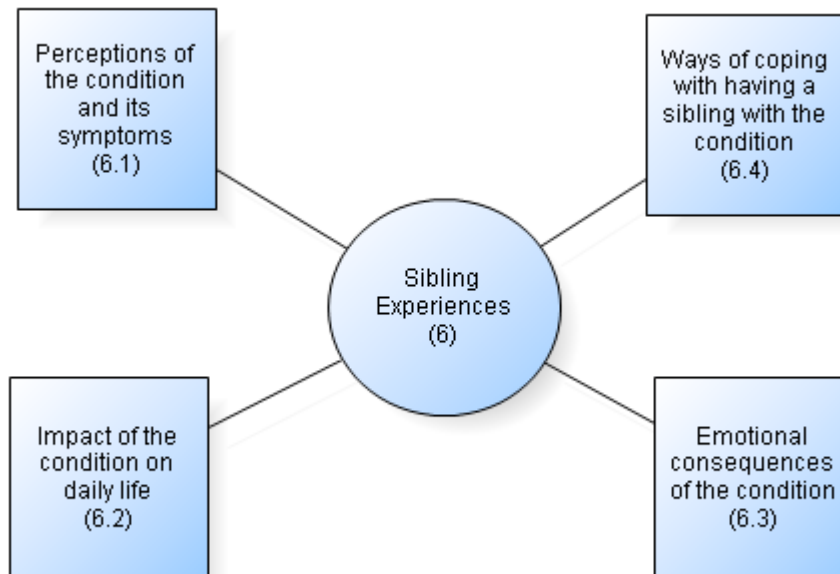 Perceptions of
the condition
and its
symptoms
(6.1)
Ways of coping
with having a
sibling with the
condition
(6.4)
Sibling
Experiences
(6)
Impact of the
condition on
daily life
(6.2)
Emotional
consequences
of the condition
(6.3)